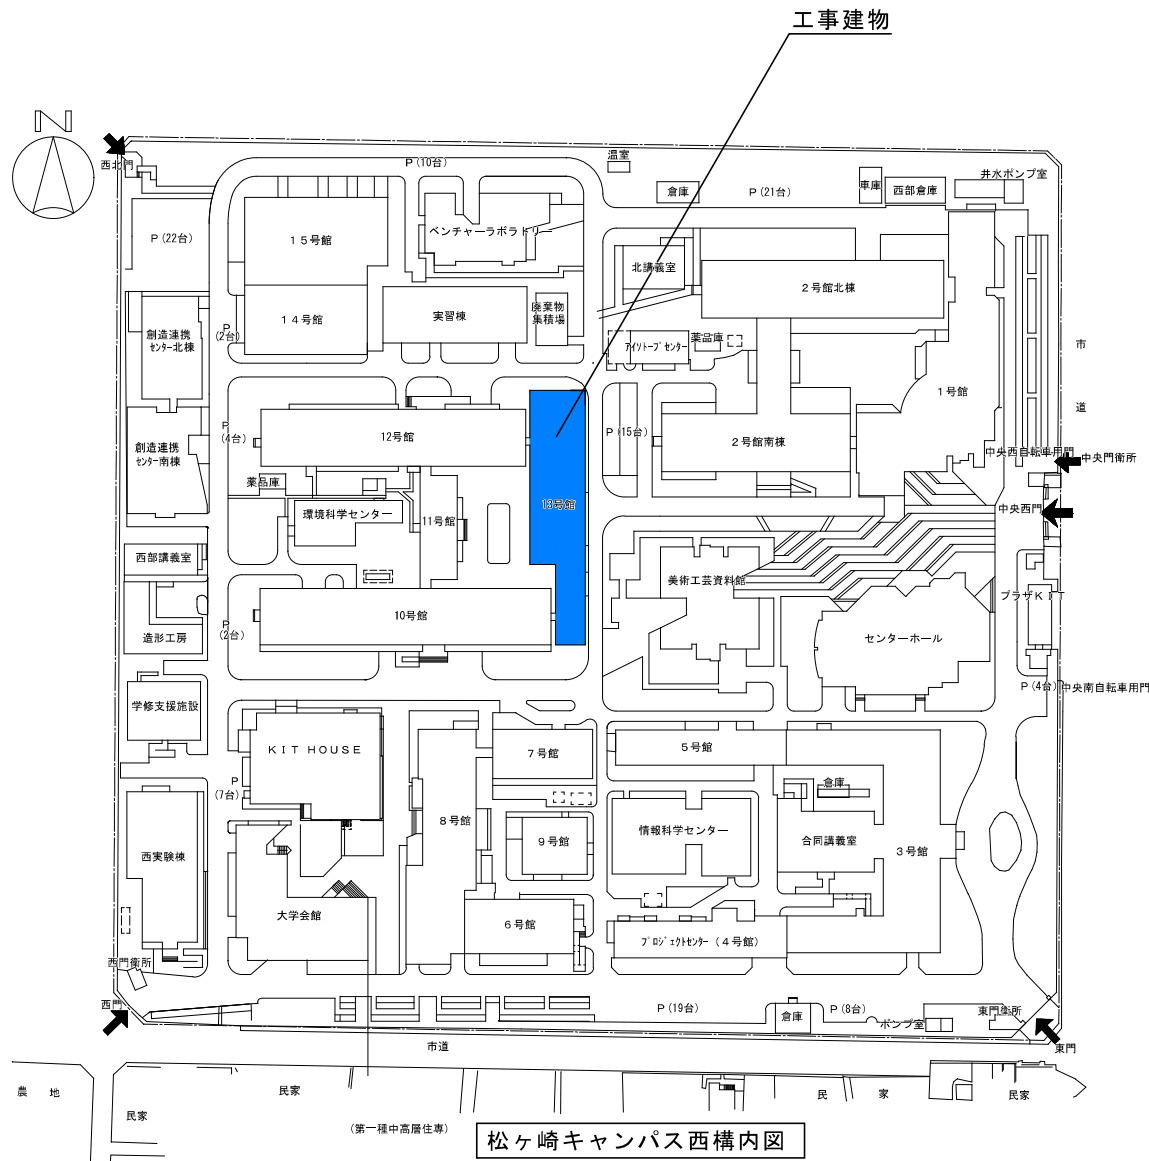 工事建物
N
西北門
P(10台)
温室
倉庫
P(21台)
車庫
西部倉庫
井水ポンプ室
P(22台)
15号館
ベンチャーラボラトリー
北講義室
2号館北棟
創造連携
センター北棟
P
(2台)
14号館
実習棟
廃棄物
集積場
アイソトープセンター
薬品庫
1号館
市
道
創造連携
センター南棟
P
(4台)
12号館
P(15台)
2号館南棟
中央西自転車用門
中央門衛所
薬品庫
環境科学センター
11号館
13号館
中央西門
西部講義室
美術工芸資料館
プラザKIT
造形工房
P
(2台)
10号館
センターホール
学修支援施設
P(4台)
中央南自転車用門
KIT HOUSE
7号館
5号館
P
(7台)
倉庫
8号館
9号館
情報科学センター
合同講義室
3号館
西実験棟
大学会館
6号館
プロジェクトセンター(4号館)
西門衛所
西門
P(19台)
倉庫
P(8台)
ポンプ室
東門衛所
東門
市道
農地
民家
民家
民家
民家
(第一種中高層住専)
松ヶ崎キャンパス西構内図